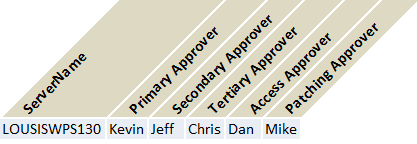 ServerName
Primary Approver
Secondary Approver
Tertiary Approver
Access Approver
Patching Approver
LOUSISWPS130 Kevin Jeff Chris Dan Mike